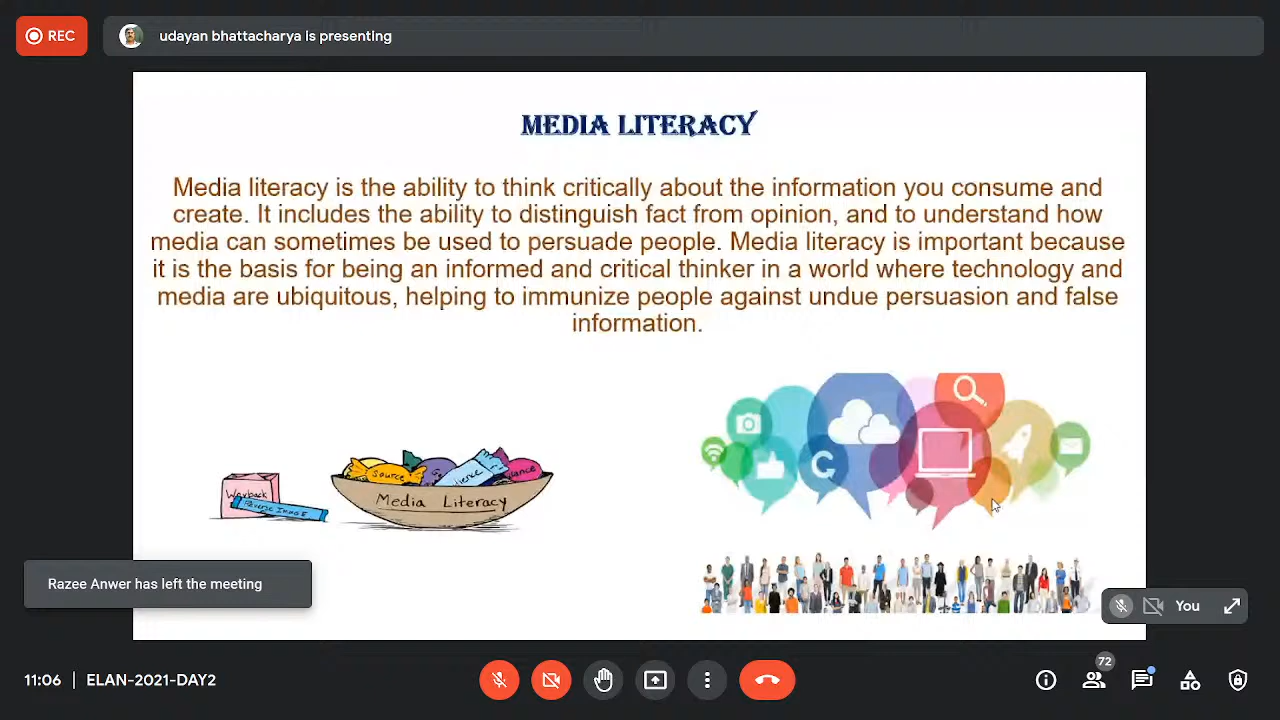 REC
udayan bhattacharya is presenting
MEDIA LITERACY
Media literacy is the ability to think critically about the information you consume and
create. It includes the ability to distinguish fact from opinion, and to understand how
media can sometimes be used to persuade people. Media literacy is important because
it is the basis for being an informed and critical thinker in a world where technology and
media are ubiquitous, helping to immunize people against undue persuasion and false
information.
Source
Wayback
Reverse Image
Media Literacy
Razee Anwer has left the meeting
You
11:06 | ELAN-2021-DAY2
72